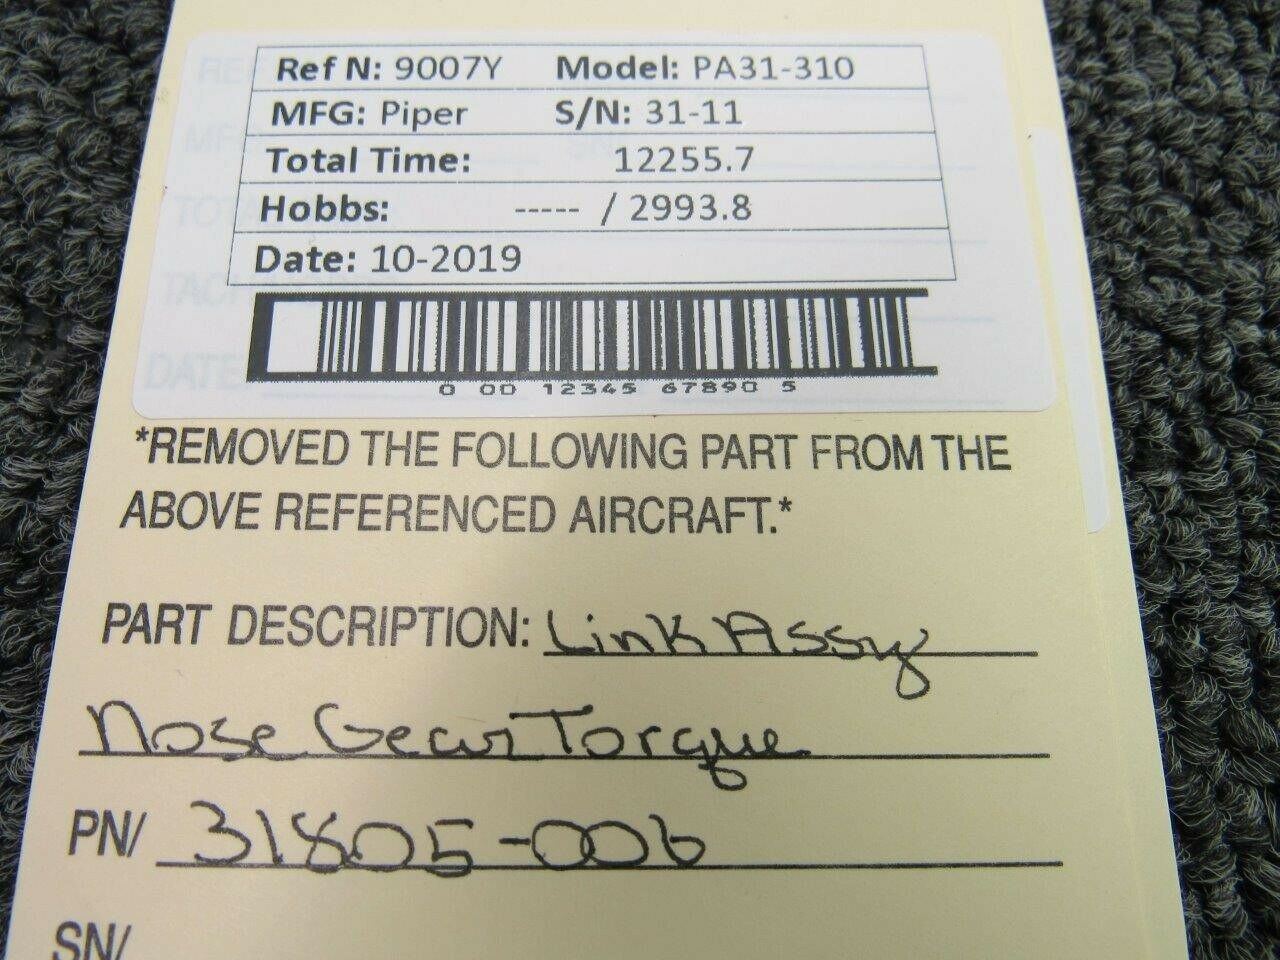 Ref N: 9007Y Model: PA31-310
MFG: Piper S/N: 31-11
Total Time: 12255.7
Hobbs: ----- / 2993.8
Date: 10-2019
0 00 12345 67890 5
*REMOVED THE FOLLOWING PART FROM THE
ABOVE REFERENCED AIRCRAFT.*
PART DESCRIPTION: Link Assy
Nose Gear Torque
PN/ 31805-006
SN/